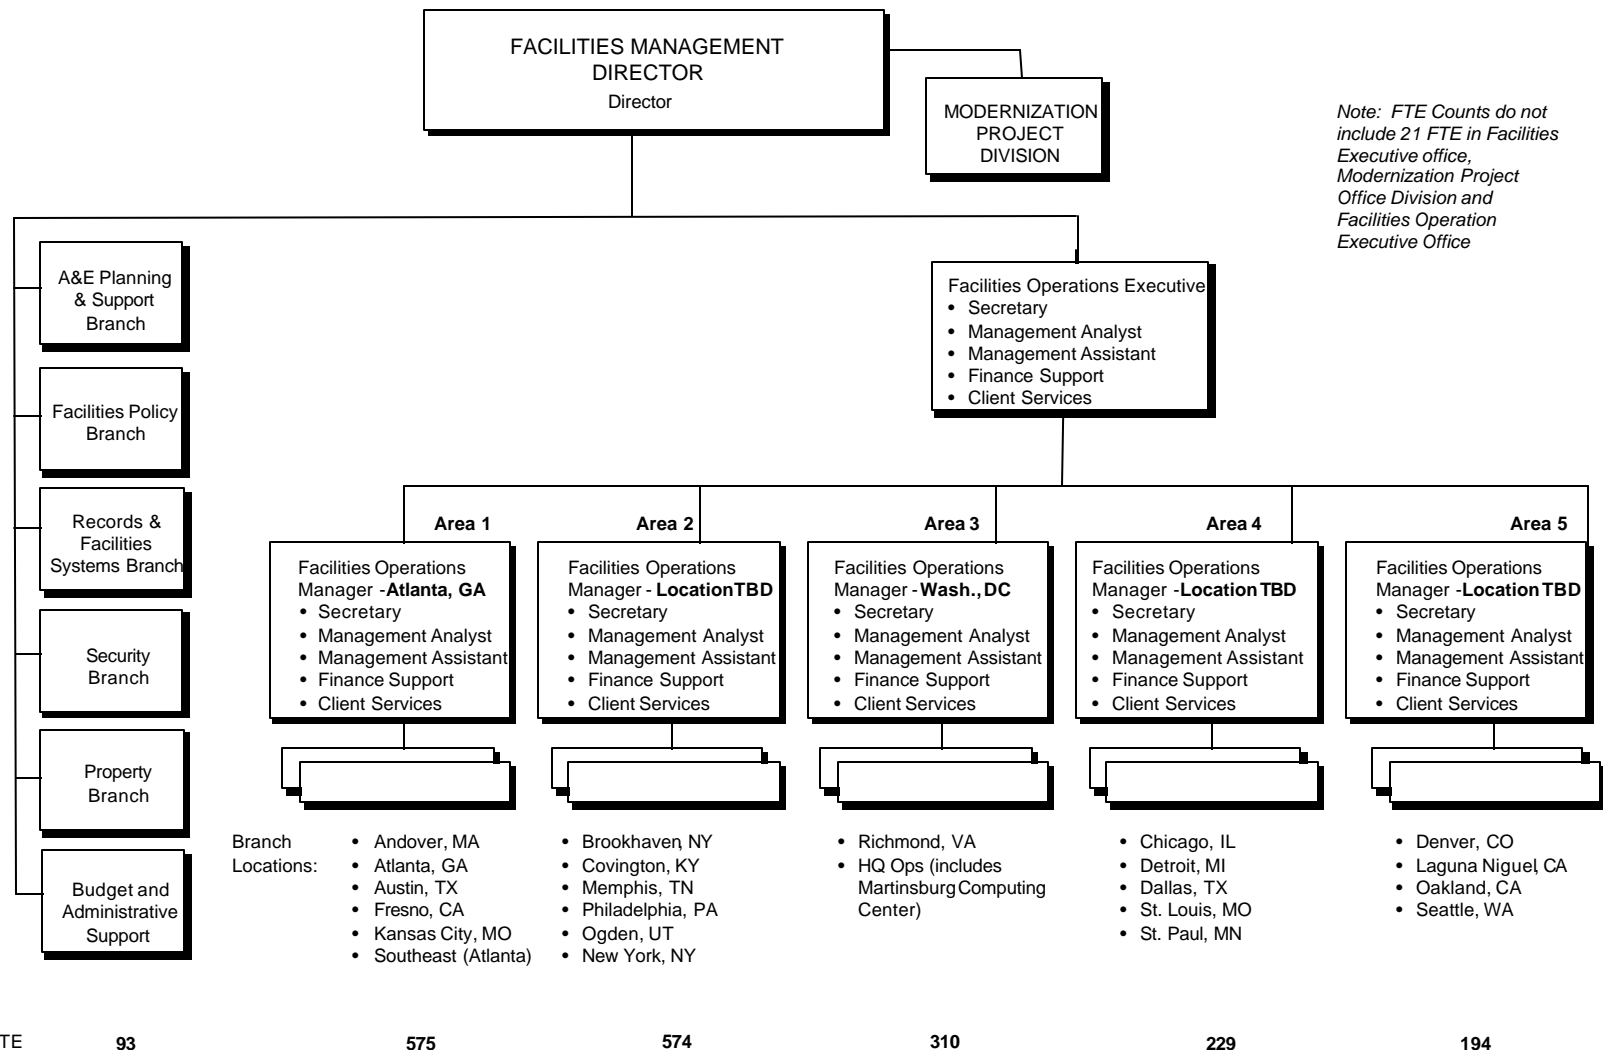 FACILITIES MANAGEMENT
DIRECTOR
Director
MODERNIZATION
PROJECT
DIVISION
Note: FTE Counts do not
include 21 FTE in Facilities
Executive office,
Modernization Project
Office Division and
Facilities Operation
Executive Office
A&E Planning
& Support
Branch
Facilities Policy
Branch
Records &
Facilities
Systems Branch
Security
Branch
Property
Branch
Budget and
Administrative
Support
Facilities Operations Executive
• Secretary
• Management Analyst
• Management Assistant
• Finance Support
• Client Services
Area 1
Facilities Operations
Manager - Atlanta, GA
• Secretary
• Management Analyst
• Management Assistant
• Finance Support
• Client Services
Area 2
Facilities Operations
Manager - Location TBD
• Secretary
• Management Analyst
• Management Assistant
• Finance Support
• Client Services
Area 3
Facilities Operations
Manager - Wash., DC
• Secretary
• Management Analyst
• Management Assistant
• Finance Support
• Client Services
Area 4
Facilities Operations
Manager - Location TBD
• Secretary
• Management Analyst
• Management Assistant
• Finance Support
• Client Services
Area 5
Facilities Operations
Manager - Location TBD
• Secretary
• Management Analyst
• Management Assistant
• Finance Support
• Client Services
Branch
Locations:
• Andover, MA
• Atlanta, GA
• Austin, TX
• Fresno, CA
• Kansas City, MO
• Southeast (Atlanta)
• Brookhaven, NY
• Covington, KY
• Memphis, TN
• Philadelphia, PA
• Ogden, UT
• New York, NY
• Richmond, VA
• HQ Ops (includes
Martinsburg Computing
Center)
• Chicago, IL
• Detroit, MI
• Dallas, TX
• St. Louis, MO
• St. Paul, MN
• Denver, CO
• Laguna Niguel, CA
• Oakland, CA
• Seattle, WA
TE 93 575 574 310 229 194